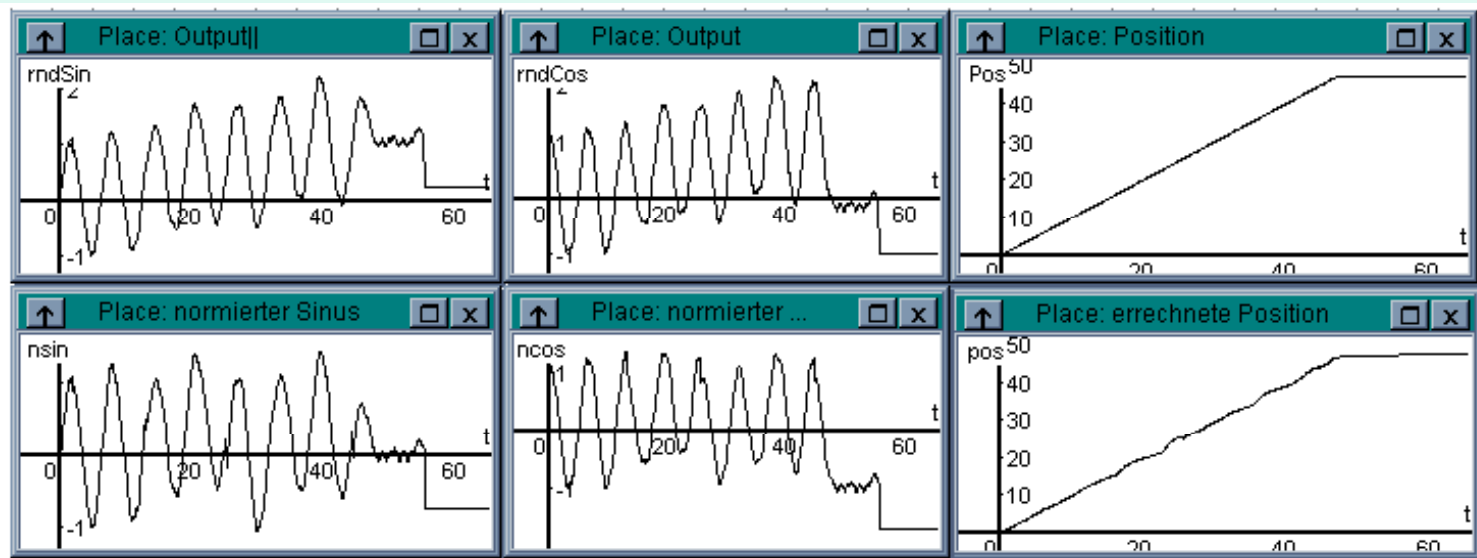 Place: Output||
rndSin
2
t
0
20
40
60
-1
Place: Output
rndCos
2
1
t
0
20
40
60
-1
Place: Position
Pos
50
40
30
20
10
t
0
20
40
60
Place: normierter Sinus
nsin
t
0
20
40
60
-1
Place: normierter ...
ncos
1
t
0
20
40
60
-1
Place: errechnete Position
pos
50
40
30
20
10
t
0
20
40
60